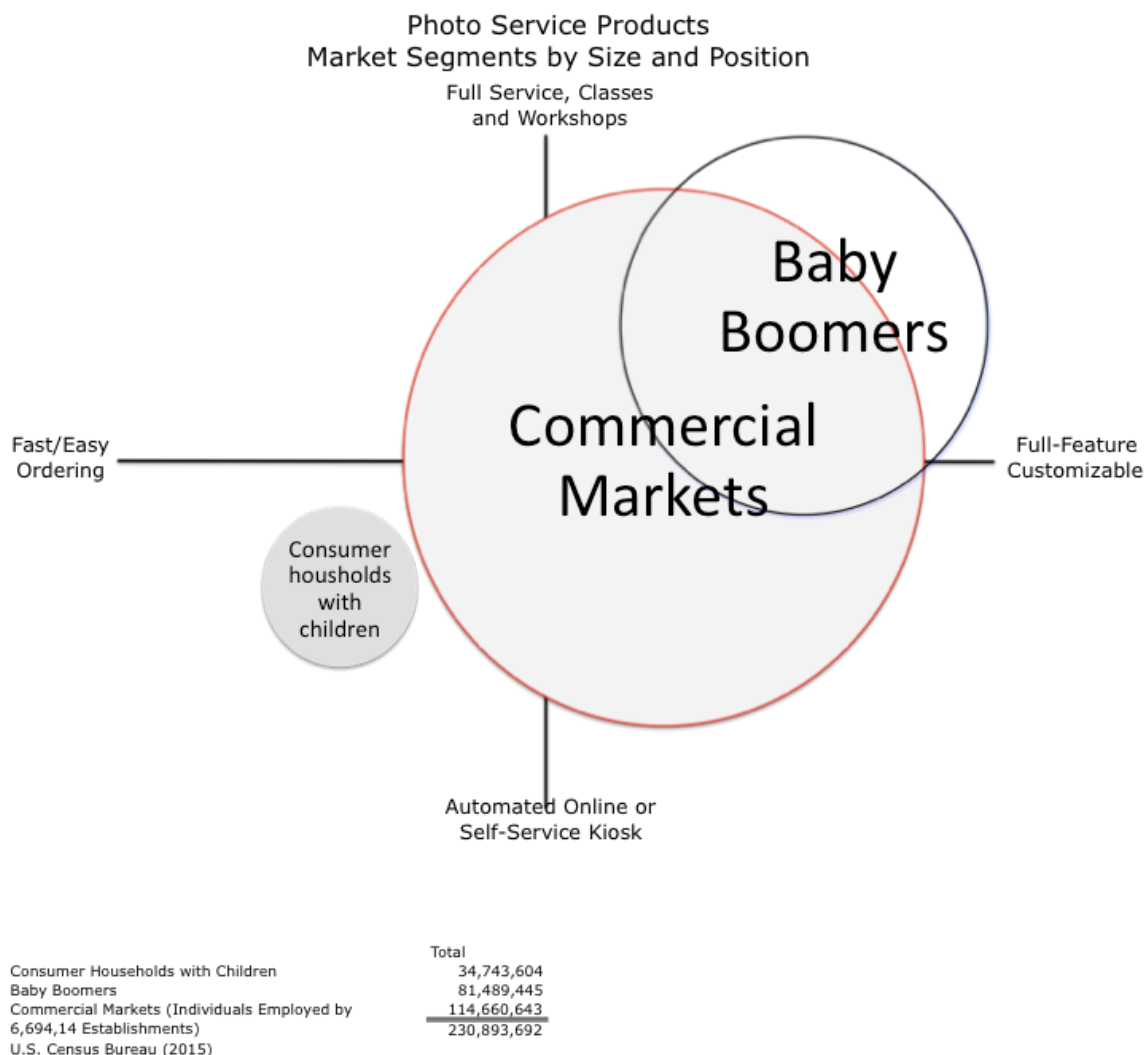 Photo Service Products
Market Segments by Size and Position
Full Service, Classes
and Workshops
Baby
Boomers
Commercial
Markets
Fast/Easy
Ordering
Full-Feature
Customizable
Consumer
housholds
with
children
Automated Online or
Self-Service Kiosk
Total
Consumer Households with Children 34,743,604
Baby Boomers 81,489,445
Commercial Markets (Individuals Employed by 114,660,643
6,694,14 Establishments) 230,893,692
U.S. Census Bureau (2015)